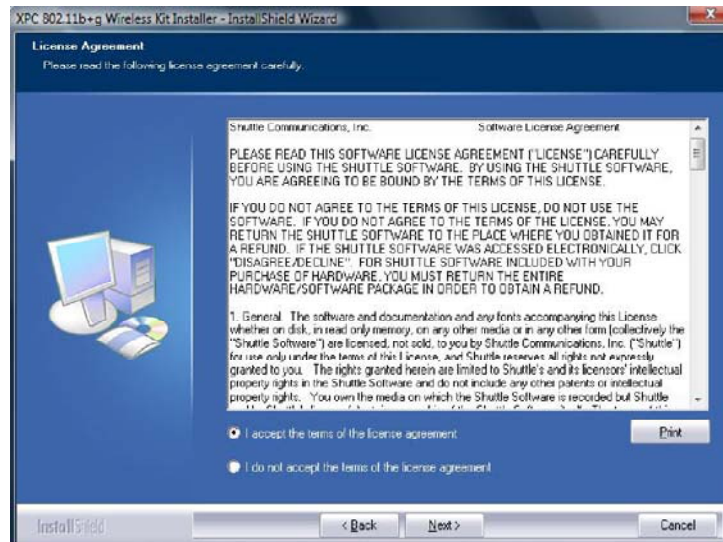 XPC 802.11b+g Wireless Kit Installer - InstallShield Wizard
License Agreement
Please read the following license agreement carefully.
Shuttle Communications, Inc. Software License Agreement
PLEASE READ THIS SOFTWARE LICENSE AGREEMENT ("LICENSE") CAREFULLY
BEFORE USING THE SHUTTLE SOFTWARE. BY USING THE SHUTTLE SOFTWARE,
YOU ARE AGREEING TO BE BOUND BY THE TERMS OF THIS LICENSE.
IF YOU DO NOT AGREE TO THE TERMS OF THIS LICENSE, DO NOT USE THE
SOFTWARE. IF YOU DO NOT AGREE TO THE TERMS OF THE LICENSE, YOU MAY
RETURN THE SHUTTLE SOFTWARE TO THE PLACE WHERE YOU OBTAINED IT FOR
A REFUND. IF THE SHUTTLE SOFTWARE WAS ACCESSED ELECTRONICALLY, CLICK
"DISAGREE/DECLINE". FOR SHUTTLE SOFTWARE INCLUDED WITH YOUR
PURCHASE OF HARDWARE, YOU MUST RETURN THE ENTIRE
HARDWARE/SOFTWARE PACKAGE IN ORDER TO OBTAIN A REFUND.
1. General. The software and documentation and any fonts accompanying this License
whether on disk, in read only memory, on any other media or in any other form (collectively the
"Shuttle Software") are licensed, not sold, to you by Shuttle Communications, Inc. ("Shuttle")
for use only under the terms of this License, and Shuttle reserves all rights not expressly
granted to you. The rights granted herein are limited to Shuttle's and its licensors' intellectual
property rights in the Shuttle Software and do not include any other patents or intellectual
property rights. You own the media on which the Shuttle Software is recorded but Shuttle
I accept the terms of the license agreement
Print
I do not accept the terms of the license agreement
InstallShield
< Back
Next >
Cancel